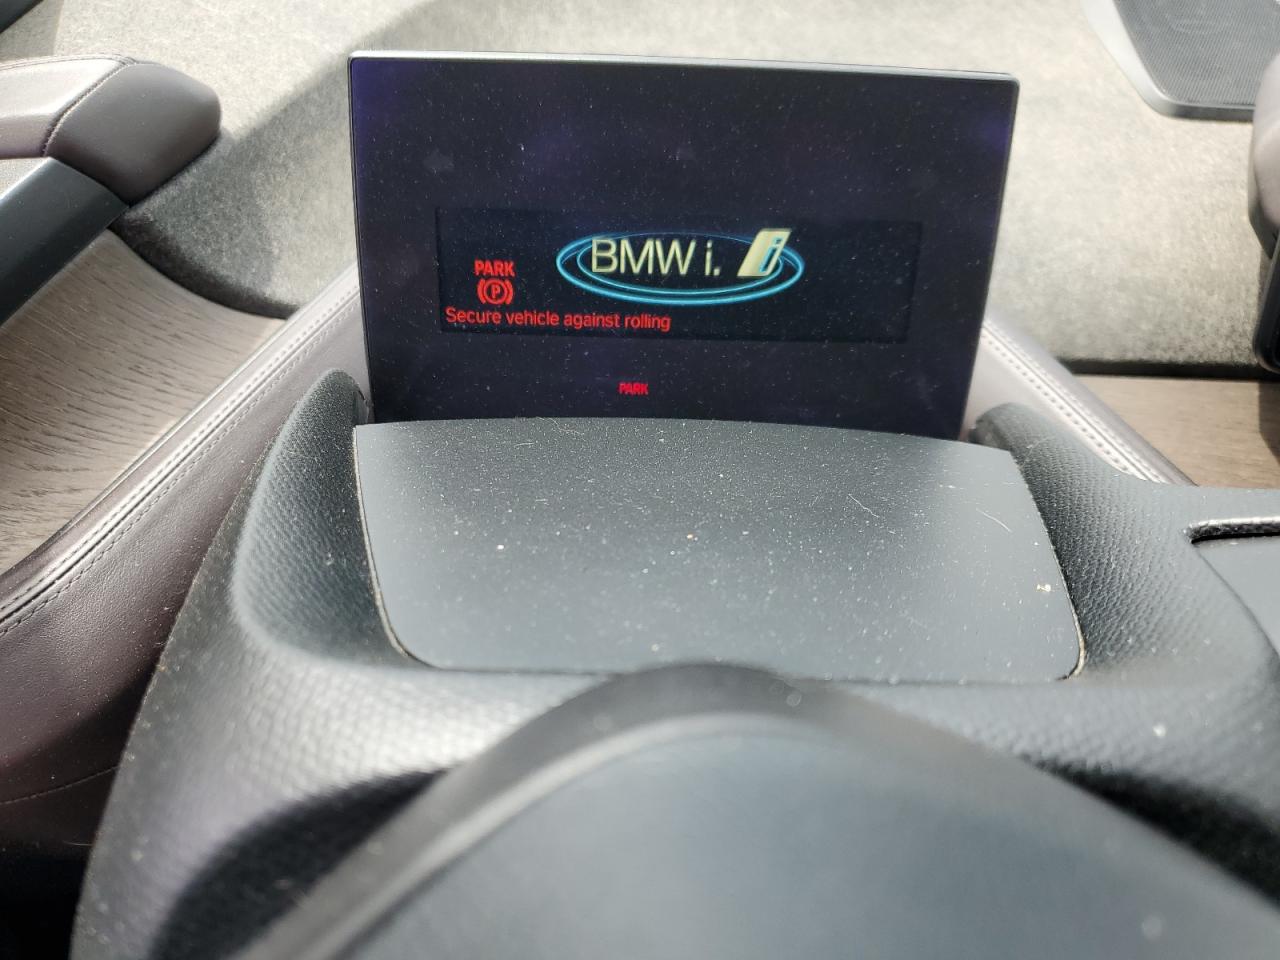 BMW i. i
PARK
(P)
Secure vehicle against rolling
PARK